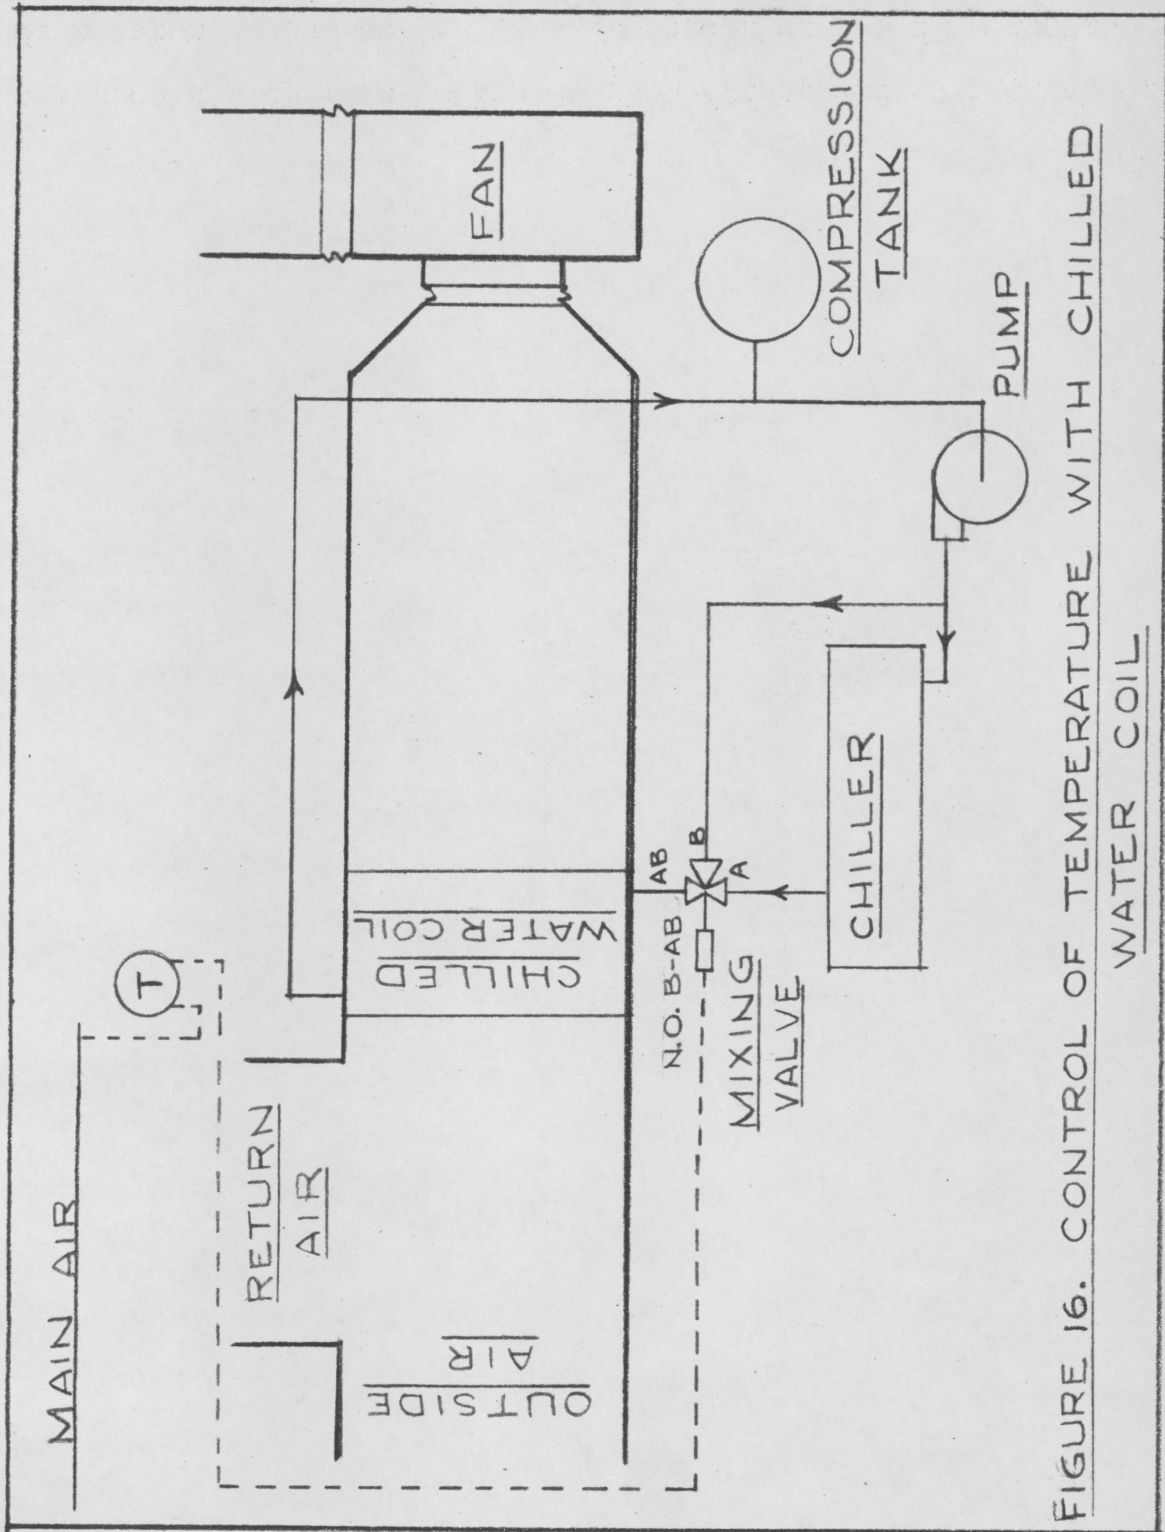 MAIN AIR
T
RETURN
AIR
OUTSIDE
AIR
CHILLED
WATER COIL
FAN
N.O. B-AB
AB
B
A
MIXING
VALVE
CHILLER
COMPRESSION
TANK
PUMP
FIGURE 16. CONTROL OF TEMPERATURE WITH CHILLED
WATER COIL